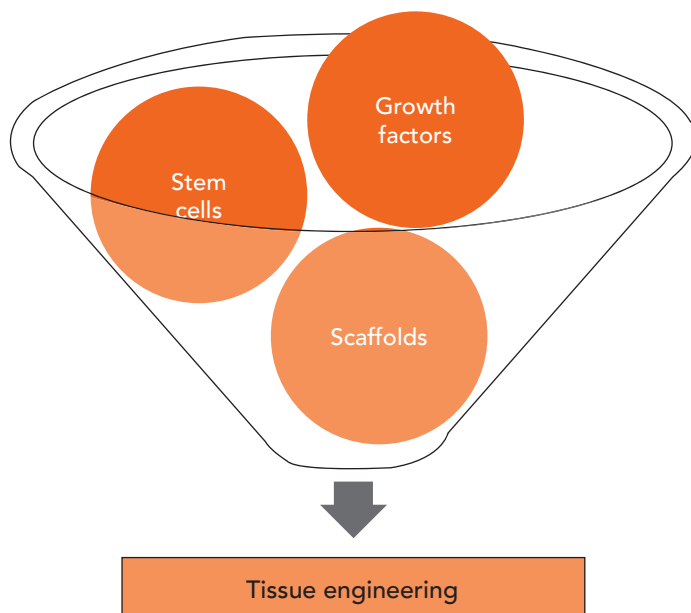 Growth
factors
Stem
cells
Scaffolds
Tissue engineering